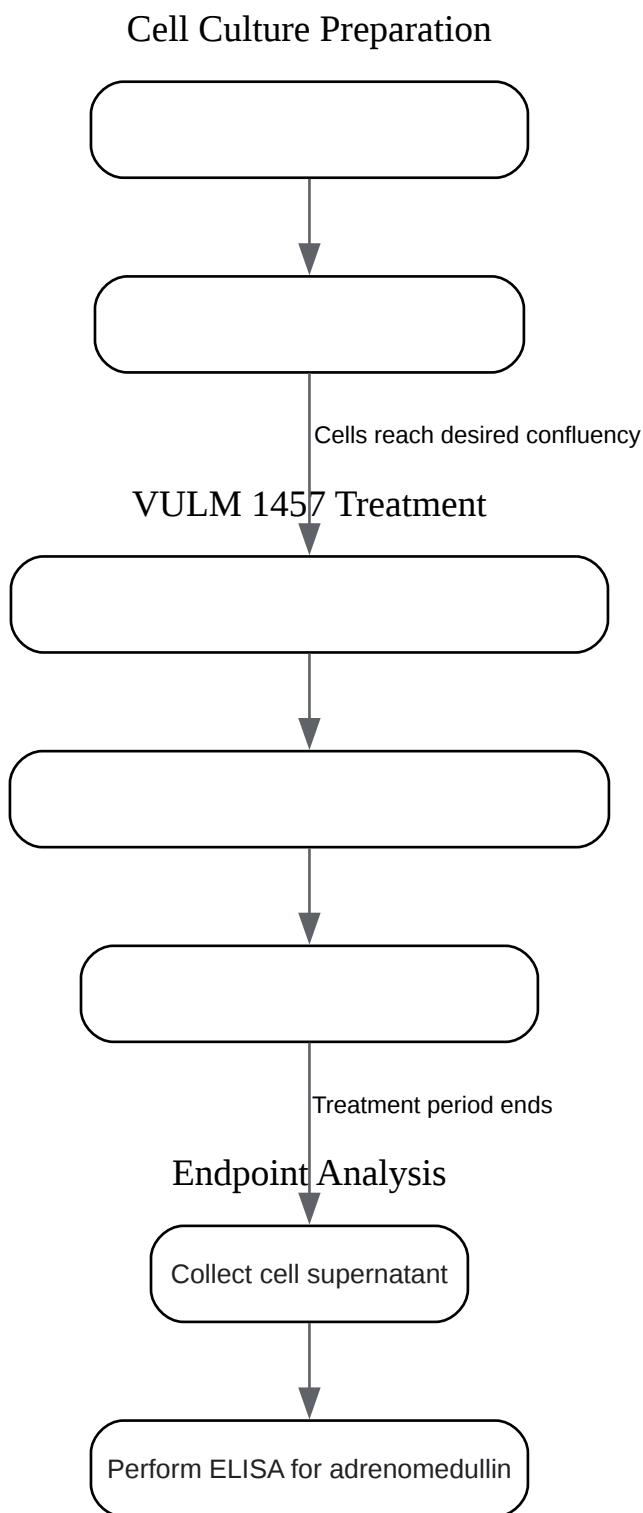 Cell Culture Preparation
Cells reach desired confluency
VULM 1457 Treatment
Treatment period ends
Endpoint Analysis
Collect cell supernatant
Perform ELISA for adrenomedullin